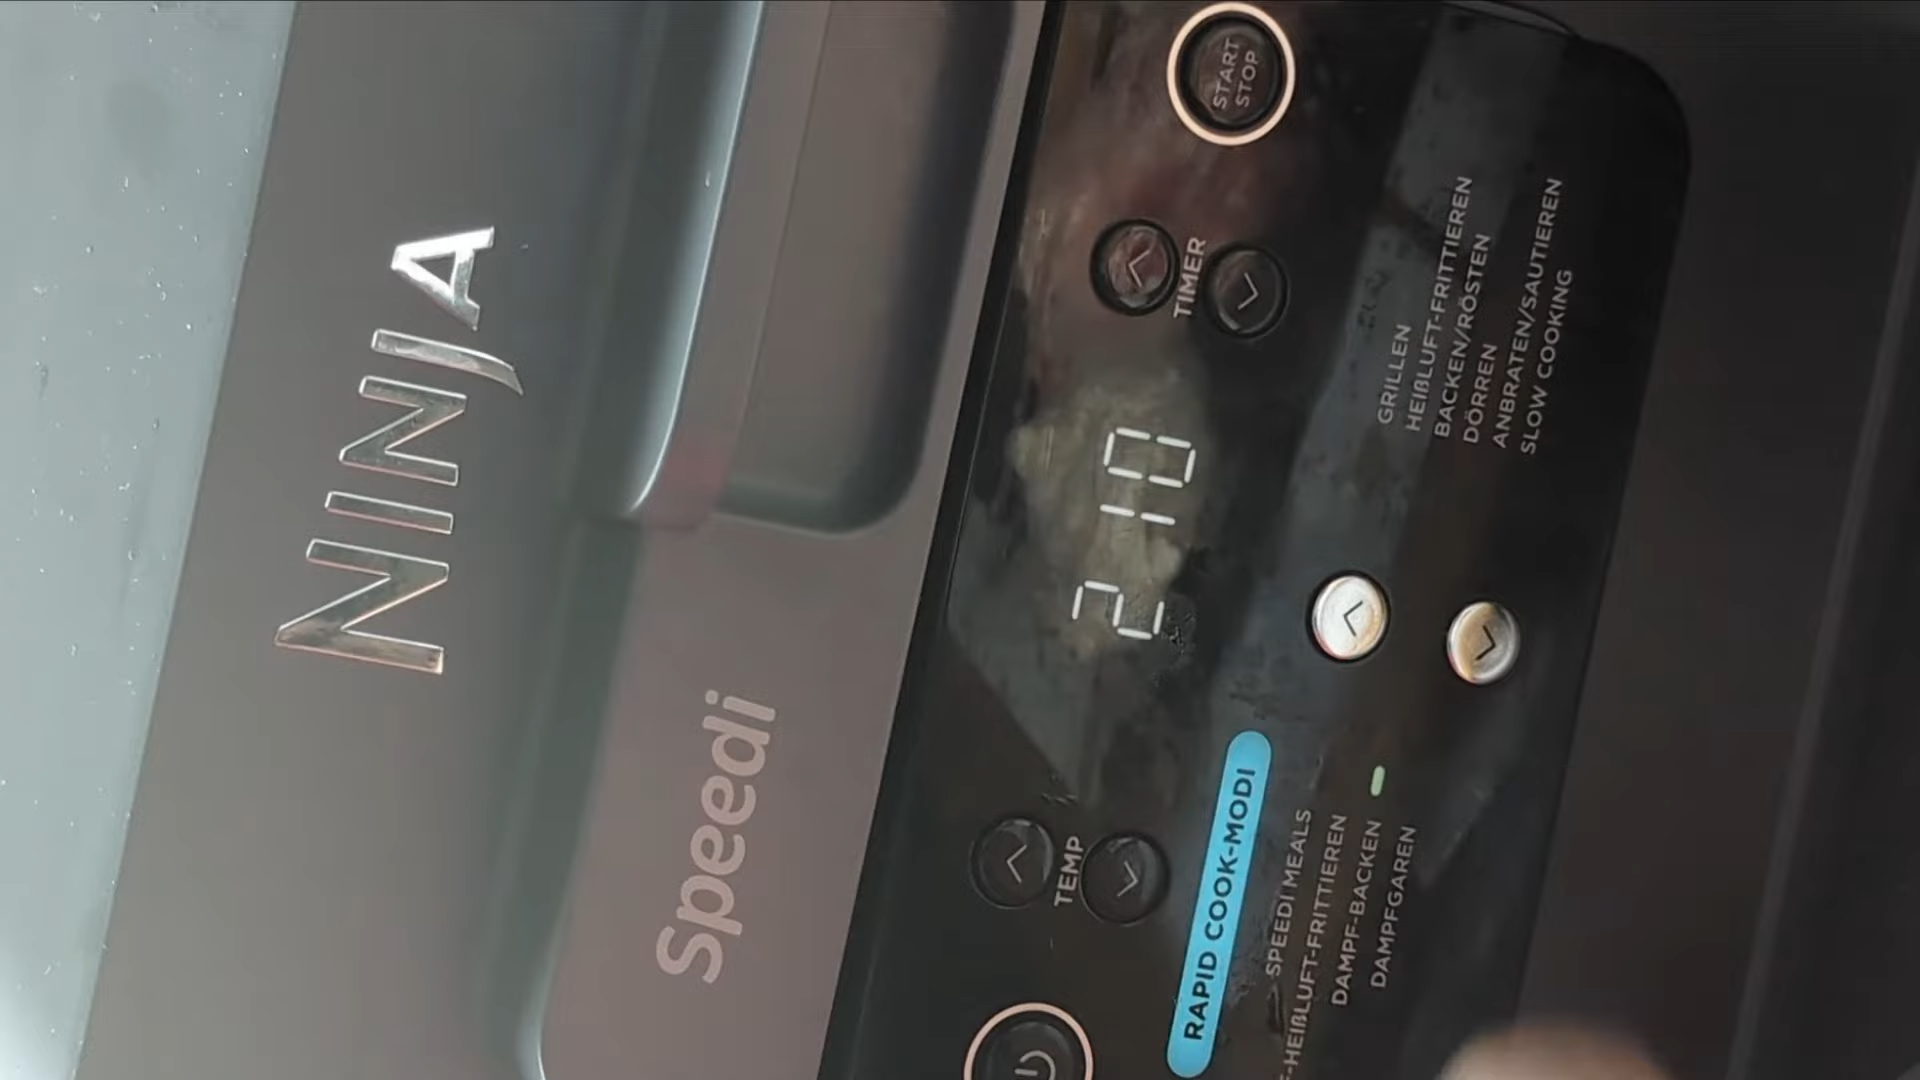 NINJA
Speedi
TEMP
210
TIMER
START
STOP
RAPID COOK-MODI
SPEEDI MEALS
-HEIẞLUFT-FRITTIEREN
DAMPF-BACKEN
DAMPFGAREN
GRILLEN
HEIẞLUFT-FRITTIEREN
BACKEN/RÖSTEN
DÖRREN
ANBRATEN/SAUTIEREN
SLOW COOKING